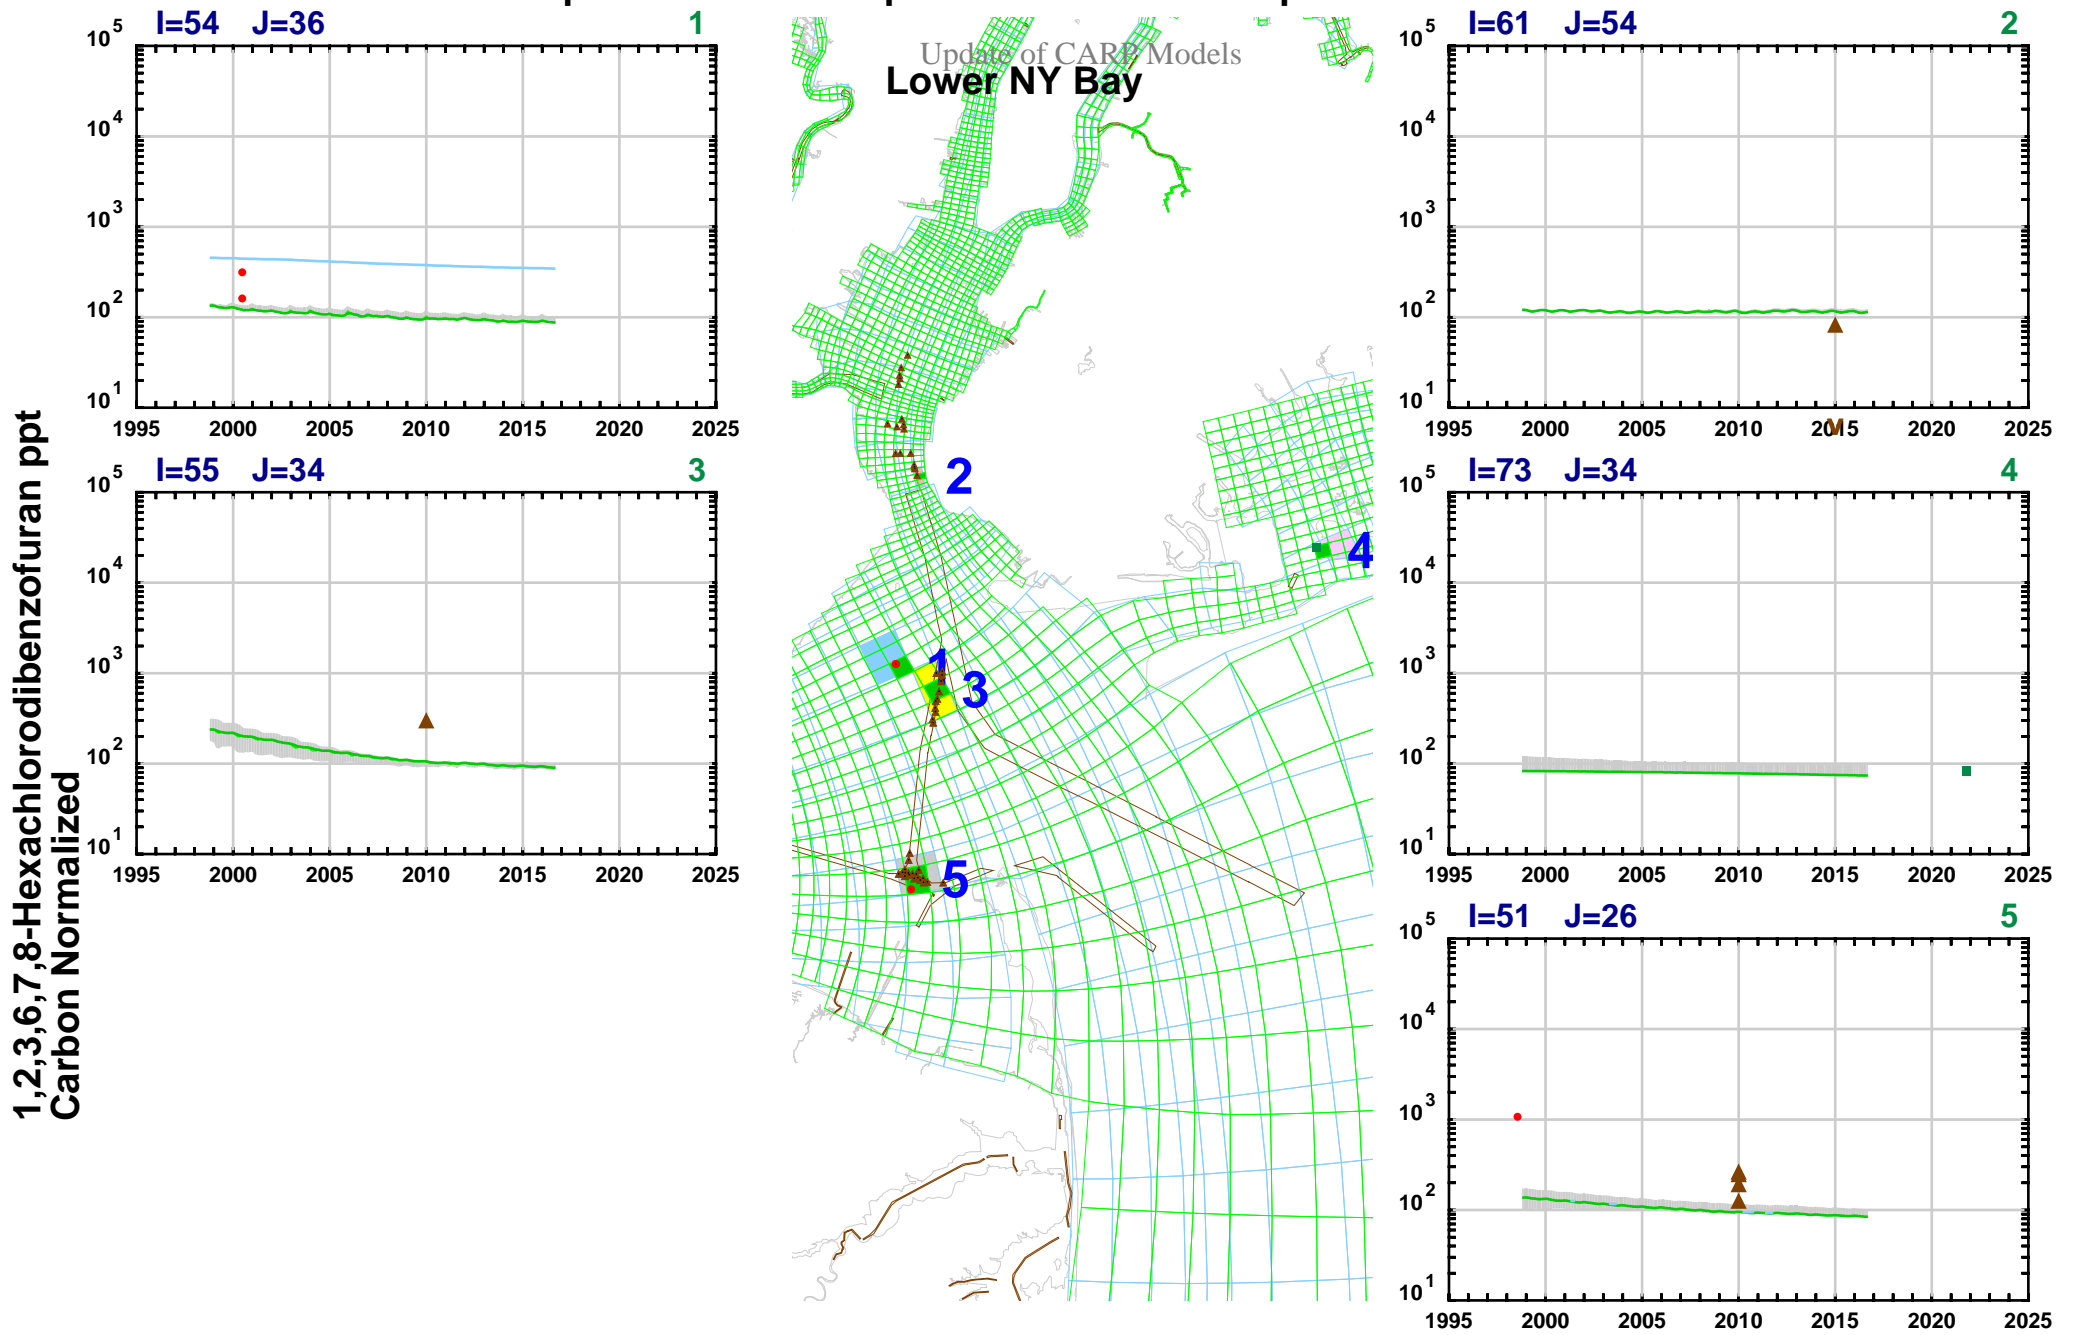 Update of CARP Models
Lower NY Bay
1,2,3,6,7,8-Hexachlorodibenzofuran ppt
Carbon Normalized
I=54 J=36 1
10^5
10^4
10^3
10^2
10^1
1995 2000 2005 2010 2015 2020 2025
I=61 J=54 2
10^5
10^4
10^3
10^2
10^1
v
1995 2000 2005 2010 2015 2020 2025
I=55 J=34 3
10^5
10^4
10^3
10^2
10^1
1995 2000 2005 2010 2015 2020 2025
I=73 J=34 4
10^5
10^4
10^3
10^2
10^1
1995 2000 2005 2010 2015 2020 2025
I=51 J=26 5
10^5
10^4
10^3
10^2
10^1
1995 2000 2005 2010 2015 2020 2025
2
4
1
3
5